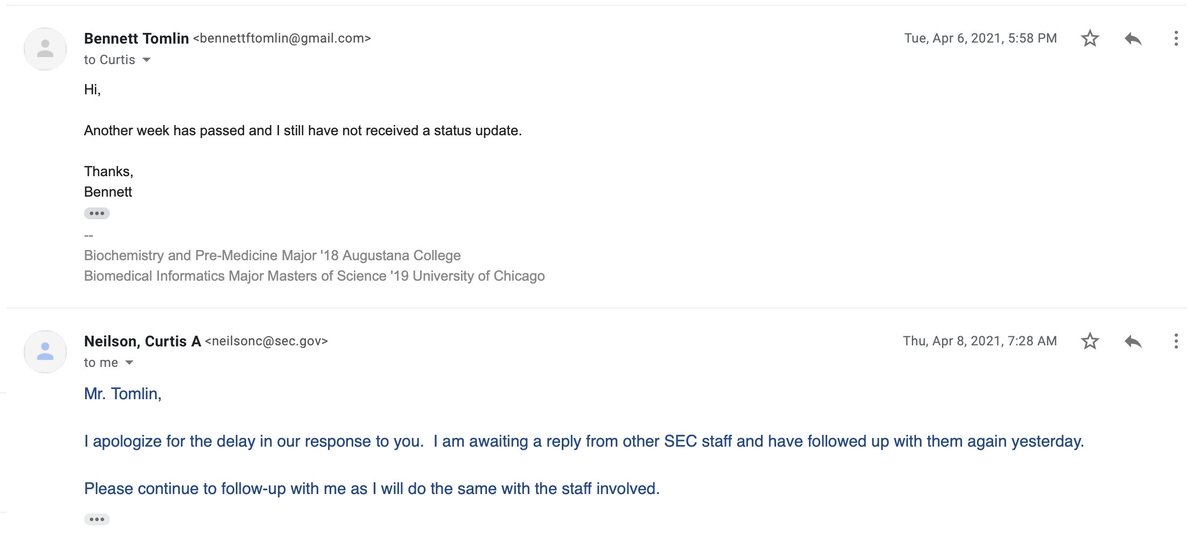 Bennett Tomlin <bennettftomlin@gmail.com> Tue, Apr 6, 2021, 5:58 PM
to Curtis
Hi,
Another week has passed and I still have not received a status update.
Thanks,
Bennett
--
Biochemistry and Pre-Medicine Major '18 Augustana College
Biomedical Informatics Major Masters of Science '19 University of Chicago
Neilson, Curtis A <neilsonc@sec.gov> Thu, Apr 8, 2021, 7:28 AM
to me
Mr. Tomlin,
I apologize for the delay in our response to you.  I am awaiting a reply from other SEC staff and have followed up with them again yesterday.
Please continue to follow-up with me as I will do the same with the staff involved.